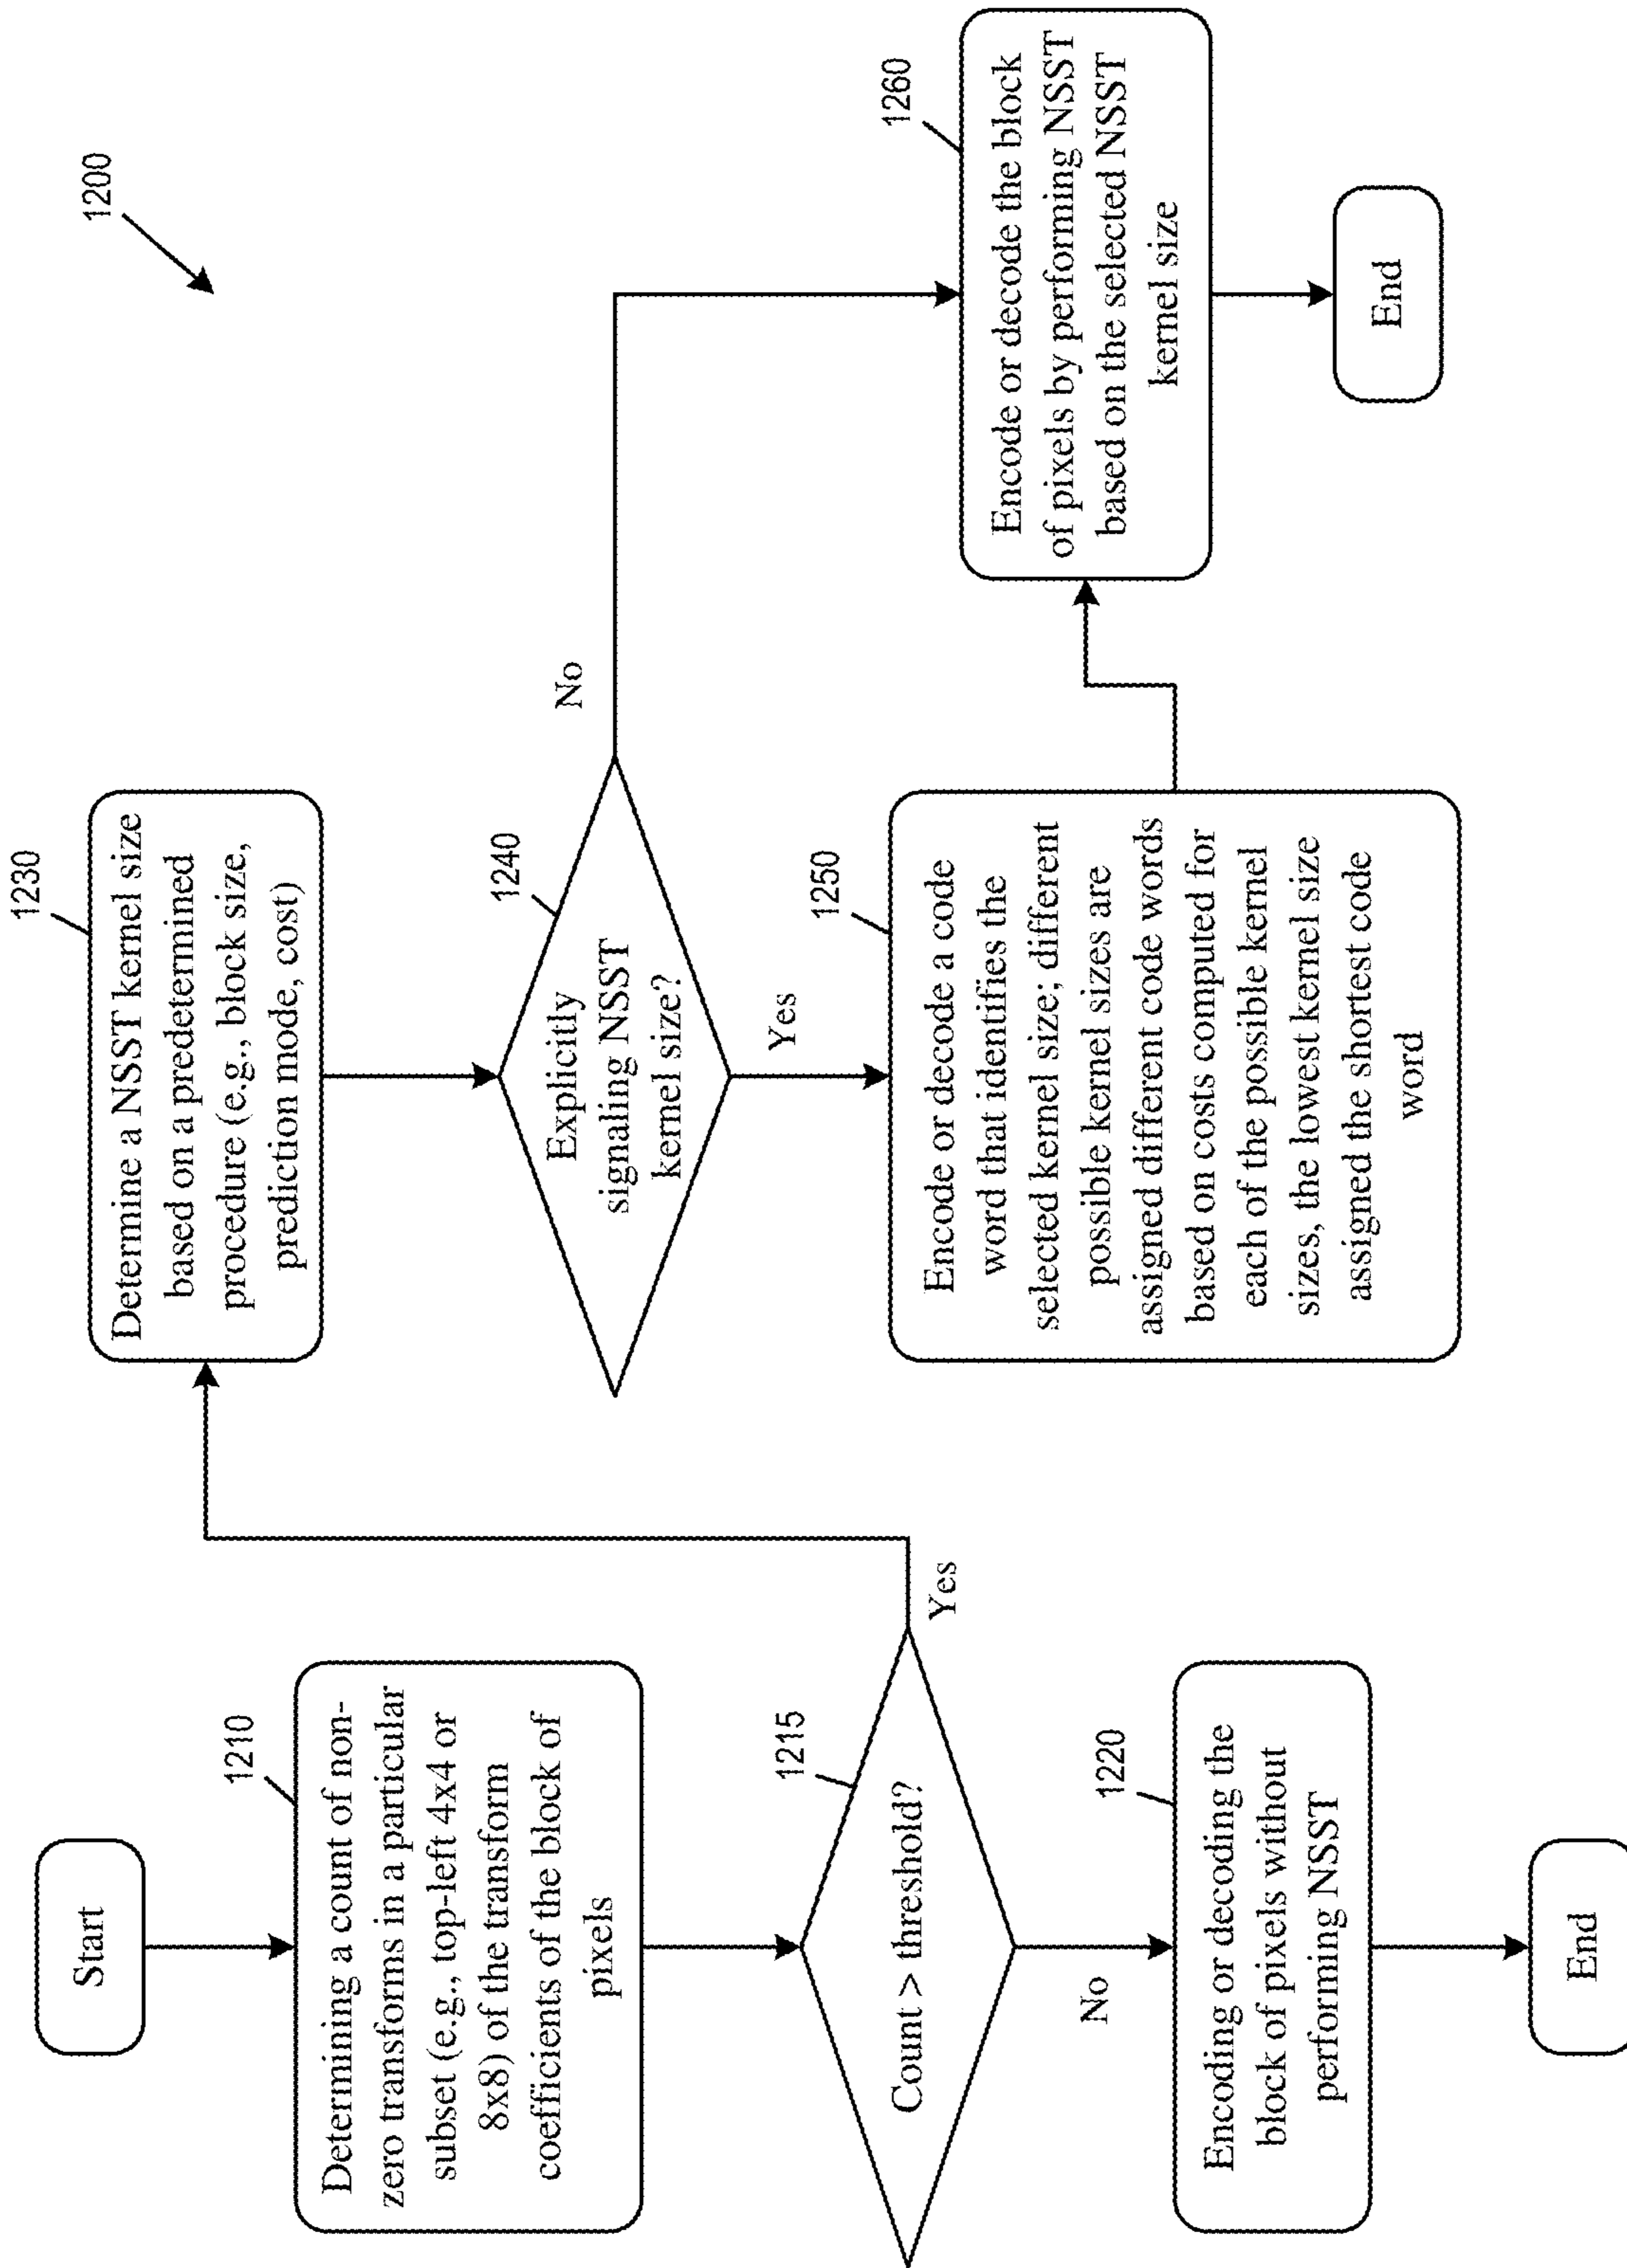 1200
Start
1210
Determining a count of non-
zero transforms in a particular
subset (e.g., top-left 4x4 or
8x8) of the transform
coefficients of the block of
pixels
1215
Count > threshold?
Yes
No
1220
Encoding or decoding the
block of pixels without
performing NSST
End
1230
Determine a NSST kernel size
based on a predetermined
procedure (e.g., block size,
prediction mode, cost)
1240
Explicitly
signaling NSST
kernel size?
No
Yes
1250
Encode or decode a code
word that identifies the
selected kernel size; different
possible kernel sizes are
assigned different code words
based on costs computed for
each of the possible kernel
sizes, the lowest kernel size
assigned the shortest code
word
1260
Encode or decode the block
of pixels by performing NSST
based on the selected NSST
kernel size
End